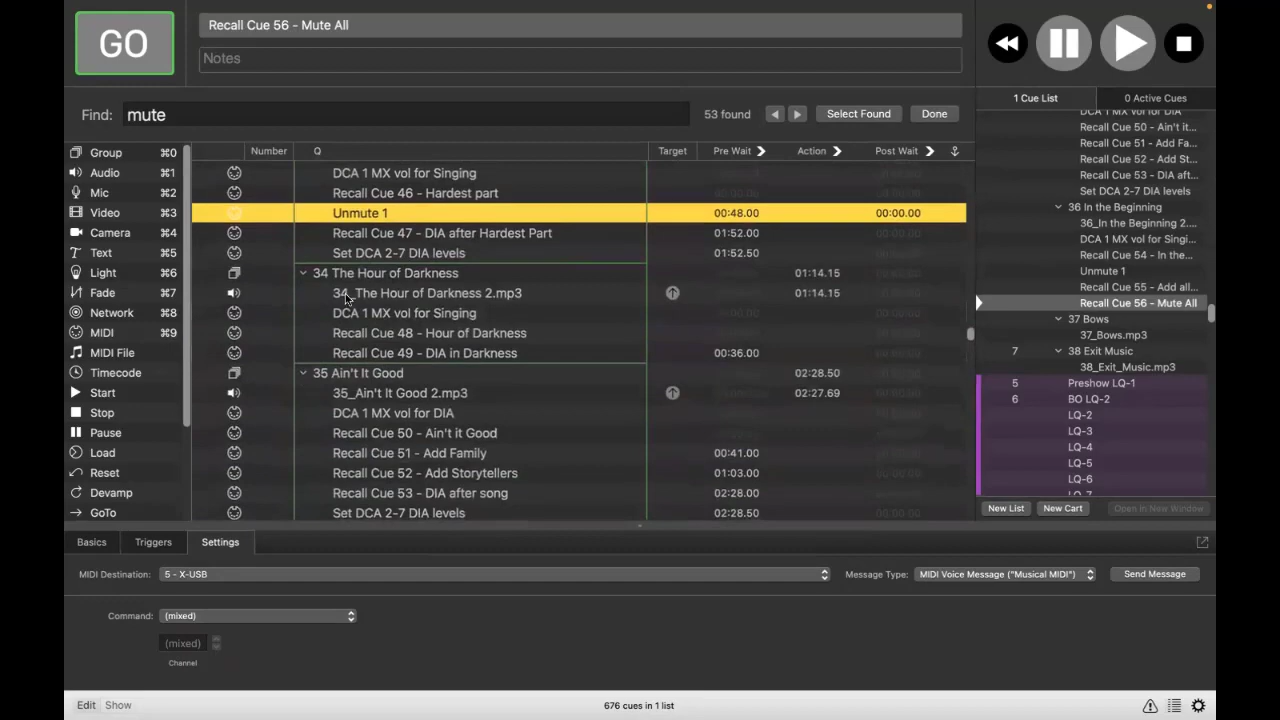 GO
Recall Cue 56 - Mute All
Notes
Find: mute 53 found Select Found Done
1 Cue List 0 Active Cues
Group ⌘0
Audio ⌘1
Mic ⌘2
Video ⌘3
Camera ⌘4
Text ⌘5
Light ⌘6
Fade ⌘7
Network ⌘8
MIDI ⌘9
MIDI File
Timecode
Start
Stop
Pause
Load
Reset
Devamp
GoTo
Number Q Target Pre Wait Action Post Wait
DCA 1 MX vol for Singing
Recall Cue 46 - Hardest part
Unmute 1 00:48.00 00:00.00
Recall Cue 47 - DIA after Hardest Part 01:52.00
Set DCA 2-7 DIA levels 01:52.50
34 The Hour of Darkness 01:14.15
34_The Hour of Darkness 2.mp3 01:14.15
DCA 1 MX vol for Singing
Recall Cue 48 - Hour of Darkness
Recall Cue 49 - DIA in Darkness 00:36.00
35 Ain't It Good 02:28.50
35_Ain't It Good 2.mp3 02:27.69
DCA 1 MX vol for DIA
Recall Cue 50 - Ain't it Good
Recall Cue 51 - Add Family 00:41.00
Recall Cue 52 - Add Storytellers 01:03.00
Recall Cue 53 - DIA after song 02:28.00
Set DCA 2-7 DIA levels 02:28.50
DCA 1 MX vol for DIA
Recall Cue 50 - Ain't it...
Recall Cue 51 - Add Fa...
Recall Cue 52 - Add St...
Recall Cue 53 - DIA aft...
Set DCA 2-7 DIA levels
36 In the Beginning
36_In the Beginning 2....
DCA 1 MX vol for Singi...
Recall Cue 54 - In the...
Unmute 1
Recall Cue 55 - Add all...
Recall Cue 56 - Mute All
37 Bows
37_Bows.mp3
7 38 Exit Music
38_Exit_Music.mp3
5 Preshow LQ-1
6 BO LQ-2
LQ-2
LQ-3
LQ-4
LQ-5
LQ-6
LQ-7
New List New Cart Open in New Window
Basics Triggers Settings
MIDI Destination: 5 - X-USB Message Type: MIDI Voice Message ("Musical MIDI") Send Message
Command: (mixed)
(mixed)
Channel
Edit Show 676 cues in 1 list